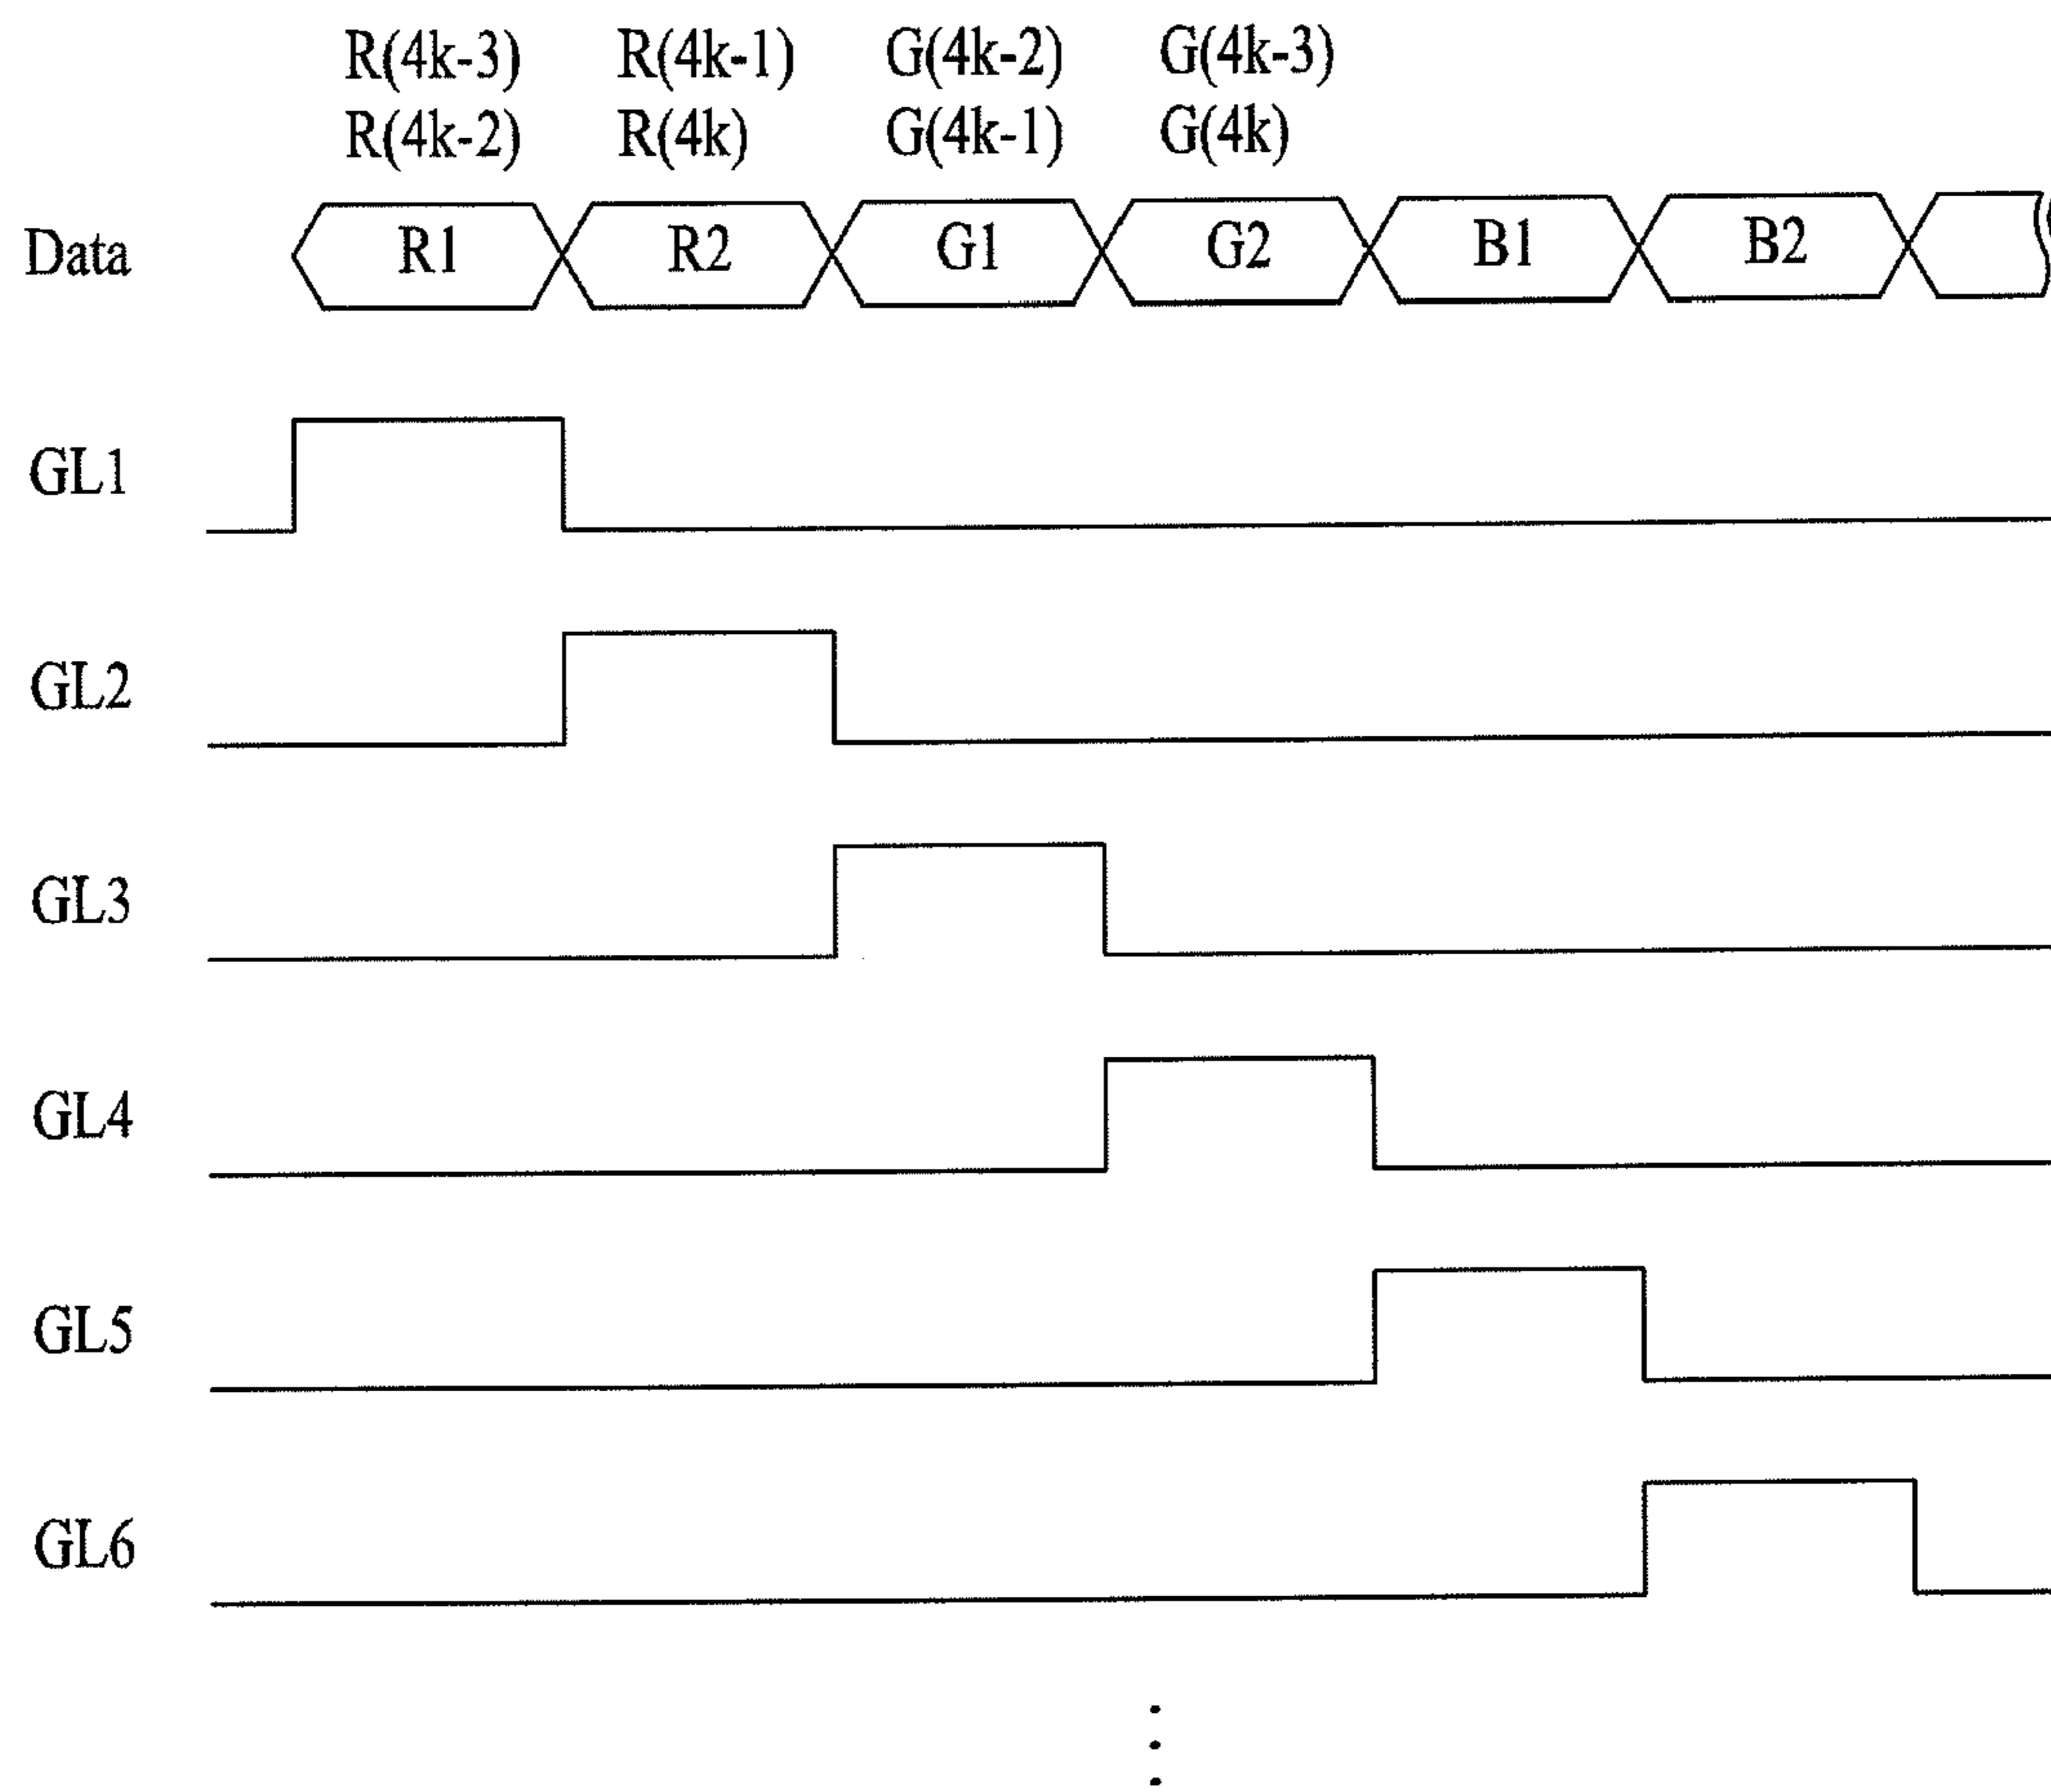 R(4k-3) R(4k-1) G(4k-2) G(4k-3)
R(4k-2) R(4k) G(4k-1) G(4k)
Data R1 R2 G1 G2 B1 B2
GL1
GL2
GL3
GL4
GL5
GL6